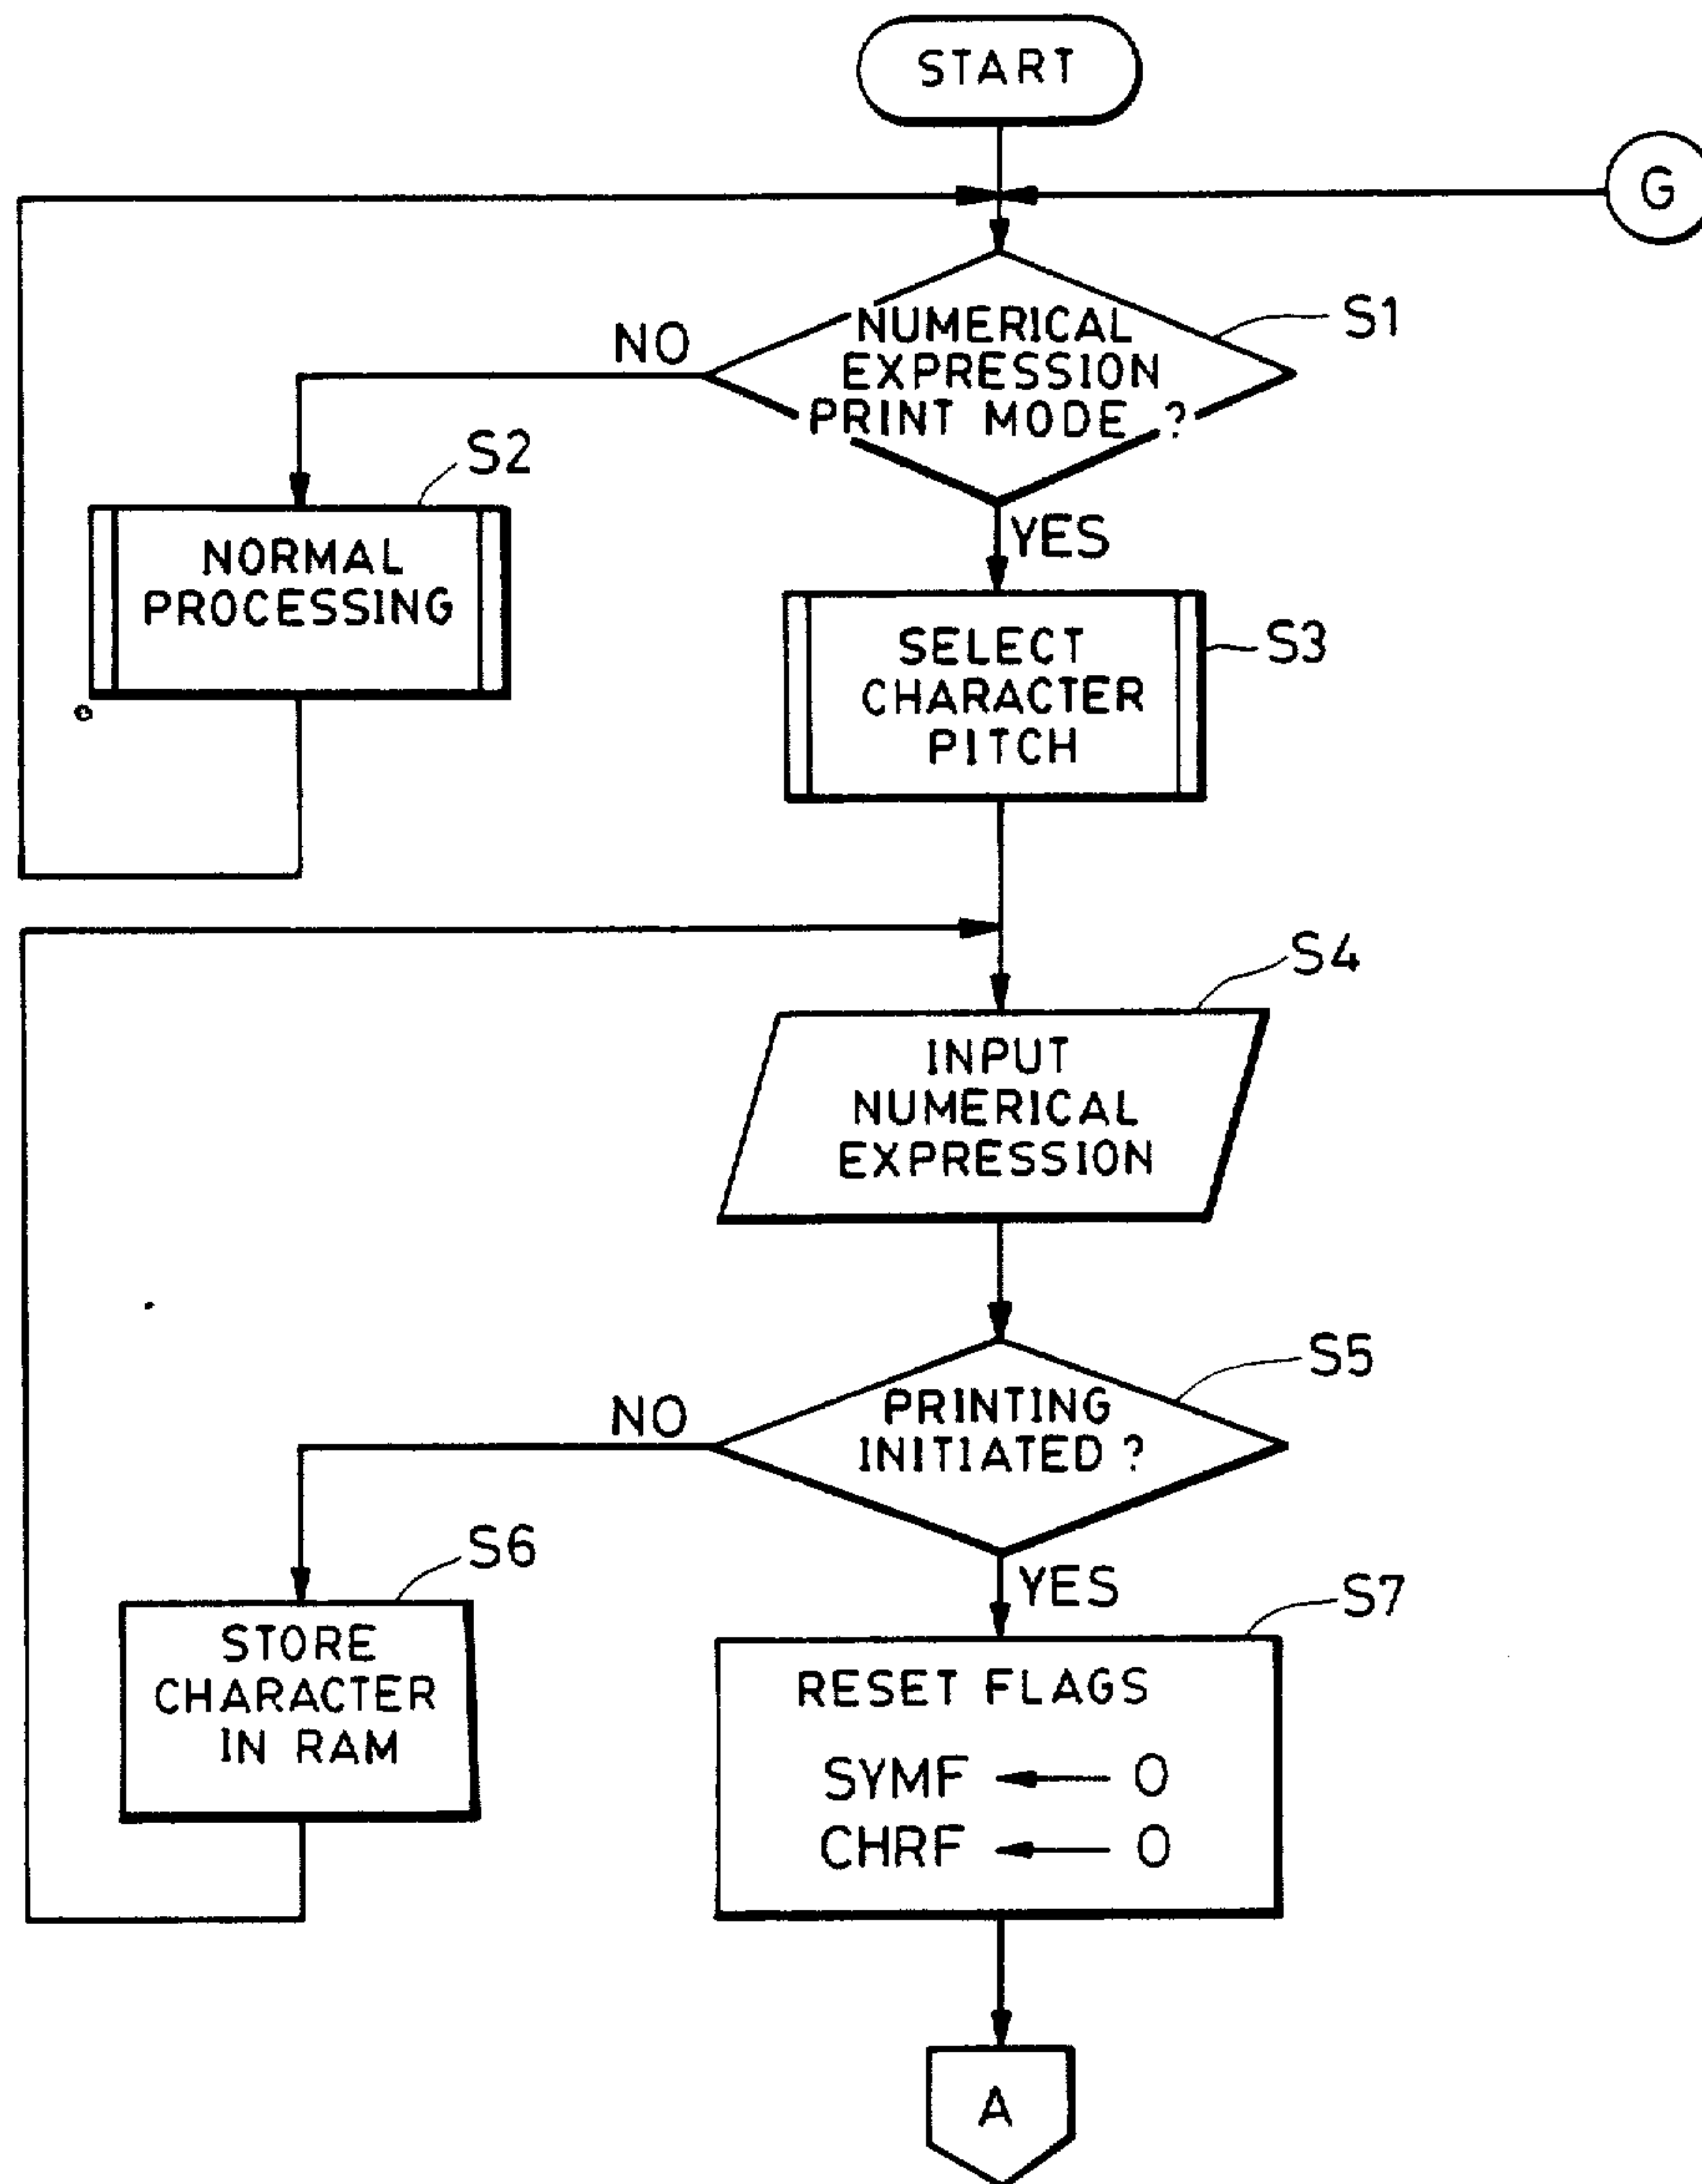 START
G
NUMERICAL
EXPRESSION
PRINT MODE ?
S1
NO
YES
S2
NORMAL
PROCESSING
SELECT
CHARACTER
PITCH
S3
S4
INPUT
NUMERICAL
EXPRESSION
S5
PRINTING
INITIATED ?
NO
YES
S6
STORE
CHARACTER
IN RAM
S7
RESET FLAGS
SYMF ← 0
CHRF ← 0
A